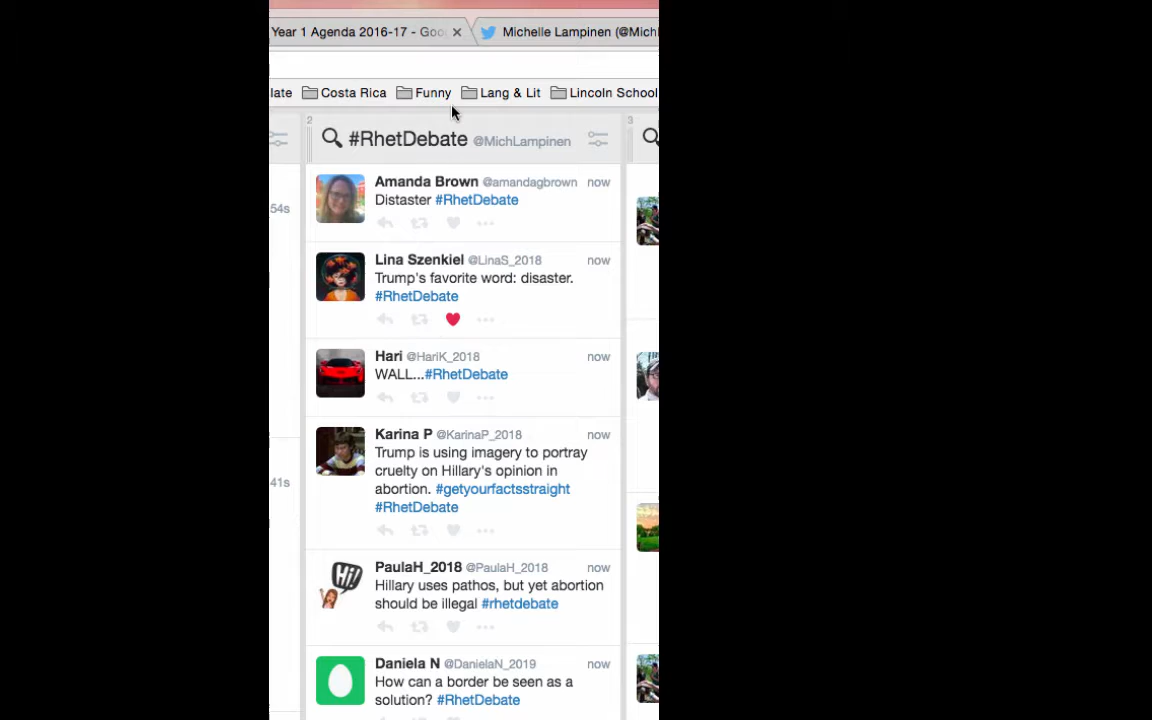 Year 1 Agenda 2016-17 - Goo
Michelle Lampinen (@Mich
late
Costa Rica
Funny
Lang & Lit
Lincoln School
2
#RhetDebate @MichLampinen
3
Amanda Brown @amandagbrown now
Distaster #RhetDebate
54s
Lina Szenkiel @LinaS_2018 now
Trump's favorite word: disaster.
#RhetDebate
Hari @HariK_2018 now
WALL...#RhetDebate
Karina P @KarinaP_2018 now
Trump is using imagery to portray
cruelty on Hillary's opinion in
41s
abortion. #getyourfactsstraight
#RhetDebate
Hi!
PaulaH_2018 @PaulaH_2018 now
Hillary uses pathos, but yet abortion
should be illegal #rhetdebate
Daniela N @DanielaN_2019 now
How can a border be seen as a
solution? #RhetDebate